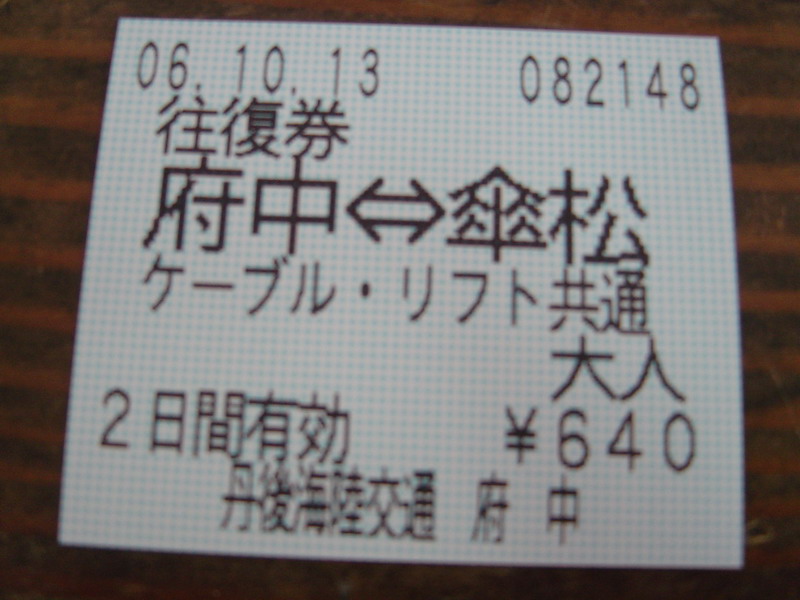 06.10.13 082148
往復券
府中⇔傘松
ケーブル・リフト共通
大人
2日間有効 ¥640
丹後海陸交通 府 中